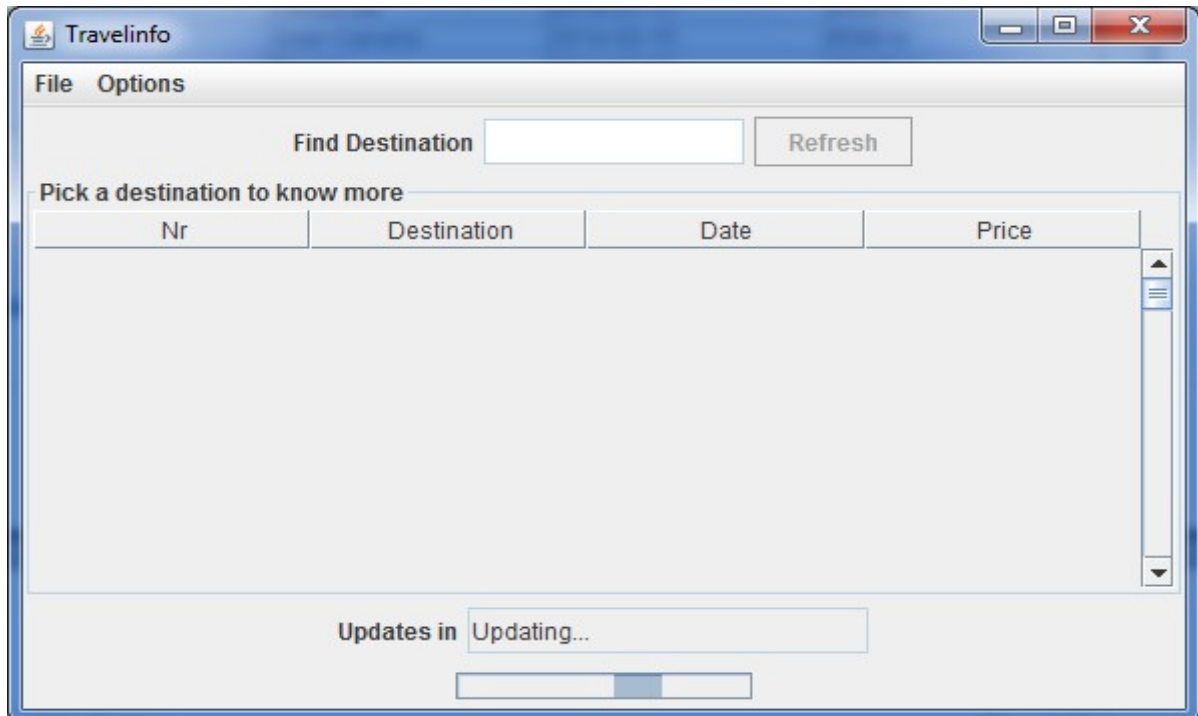 Travelinfo
File Options
Find Destination Refresh
Pick a destination to know more
Nr Destination Date Price
Updates in Updating...